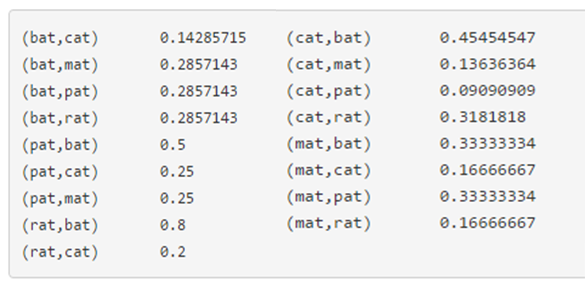 (bat,cat) 0.14285715 (cat,bat) 0.45454547
(bat,mat) 0.2857143 (cat,mat) 0.13636364
(bat,pat) 0.2857143 (cat,pat) 0.09090909
(bat,rat) 0.2857143 (cat,rat) 0.3181818
(pat,bat) 0.5 (mat,bat) 0.33333334
(pat,cat) 0.25 (mat,cat) 0.16666667
(pat,mat) 0.25 (mat,pat) 0.33333334
(rat,bat) 0.8 (mat,rat) 0.16666667
(rat,cat) 0.2